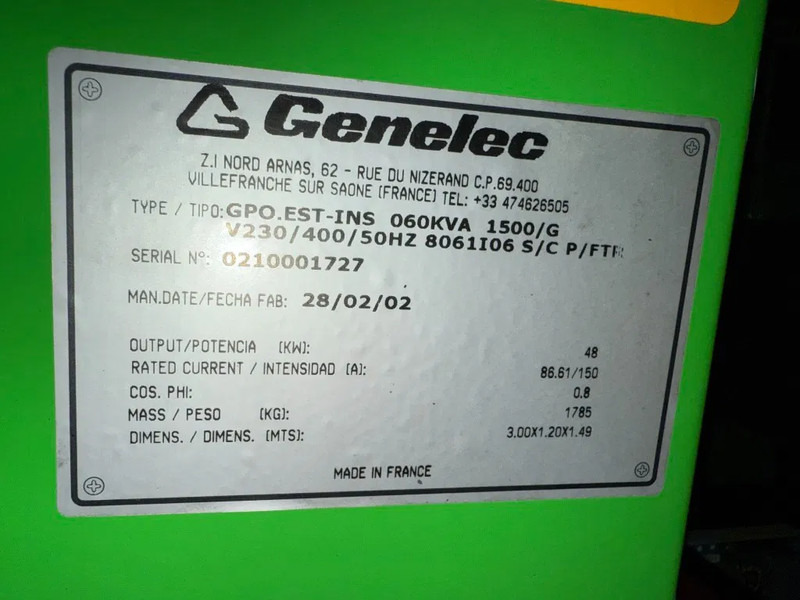 Genelec
Z.I NORD ARNAS, 62 - RUE DU NIZERAND C.P.69.400
VILLEFRANCHE SUR SAONE (FRANCE) TEL: +33 474626505
TYPE / TIPO: GPO.EST-INS 060KVA 1500/G
V230/400/50HZ 8061I06 S/C P/FTR
SERIAL Nº: 0210001727
MAN.DATE/FECHA FAB: 28/02/02
OUTPUT/POTENCIA (KW): 48
RATED CURRENT / INTENSIDAD (A): 86.61/150
COS. PHI: 0.8
MASS / PESO (KG): 1785
DIMENS. / DIMENS. (MTS): 3.00X1.20X1.49
MADE IN FRANCE